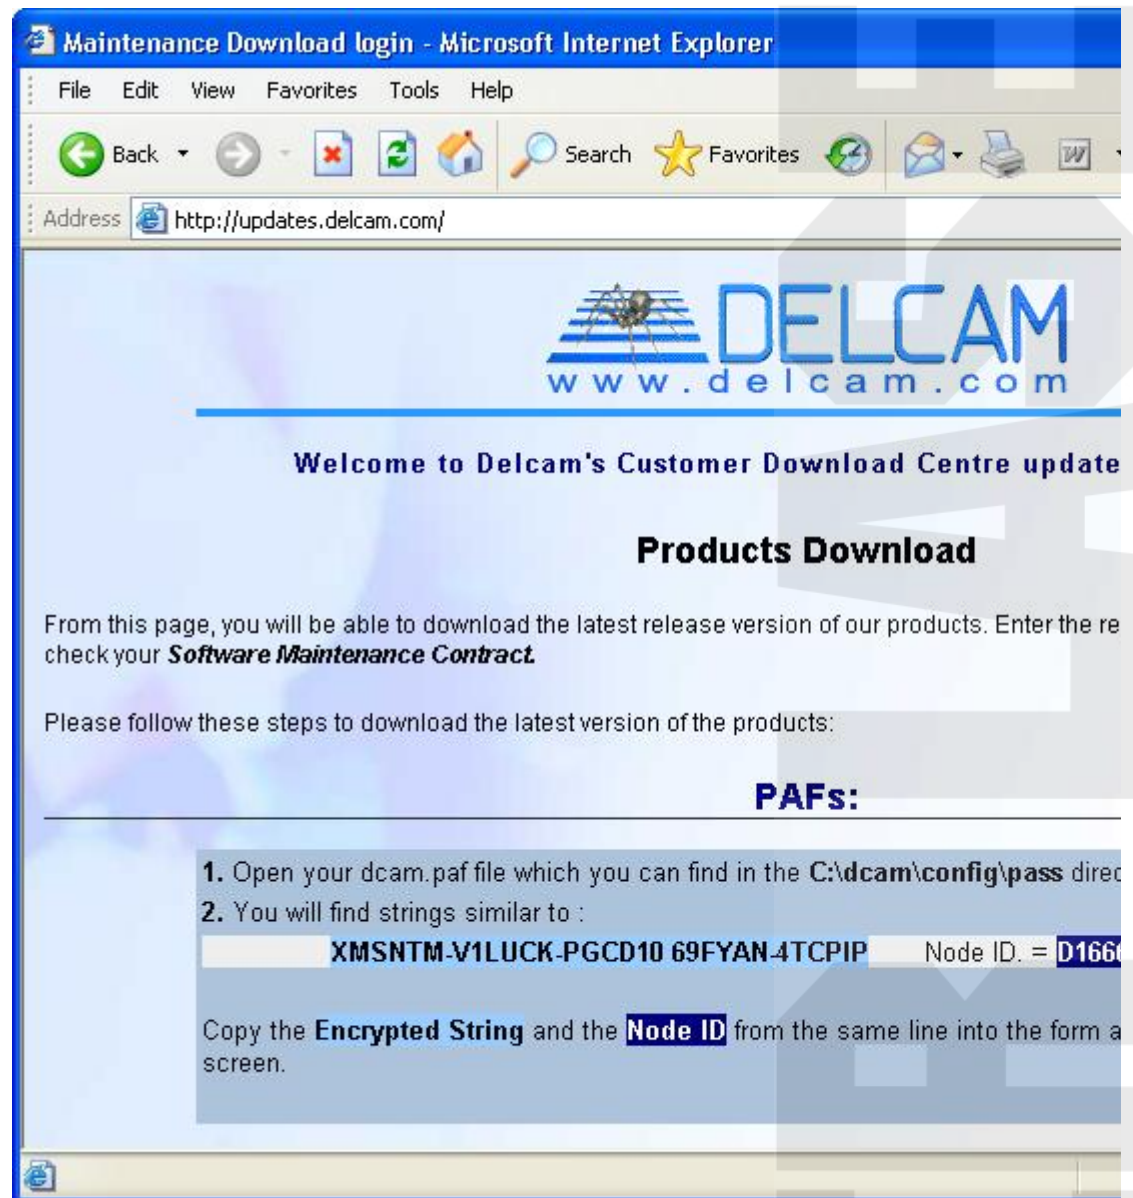 Maintenance Download login - Microsoft Internet Explorer
File Edit View Favorites Tools Help
Back Search Favorites W
Address http://updates.delcam.com/
DELCAM
www.delcam.com
Welcome to Delcam's Customer Download Centre update
Products Download
From this page, you will be able to download the latest release version of our products. Enter the re
check your Software Maintenance Contract.
Please follow these steps to download the latest version of the products:
PAFs:
1. Open your dcam.paf file which you can find in the C:\dcam\config\pass direc
2. You will find strings similar to :
XMSNTM-V1LUCK-PGCD10 69FYAN-4TCPIP Node ID. = D166
Copy the Encrypted String and the Node ID from the same line into the form a
screen.